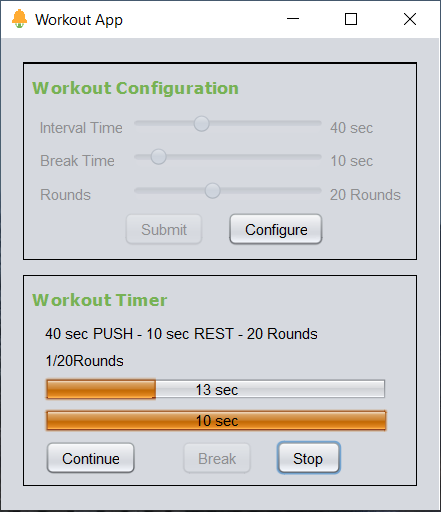 Workout App
Workout Configuration
Interval Time 40 sec
Break Time 10 sec
Rounds 20 Rounds
Submit Configure
Workout Timer
40 sec PUSH - 10 sec REST - 20 Rounds
1/20Rounds
13 sec
10 sec
Continue Break Stop